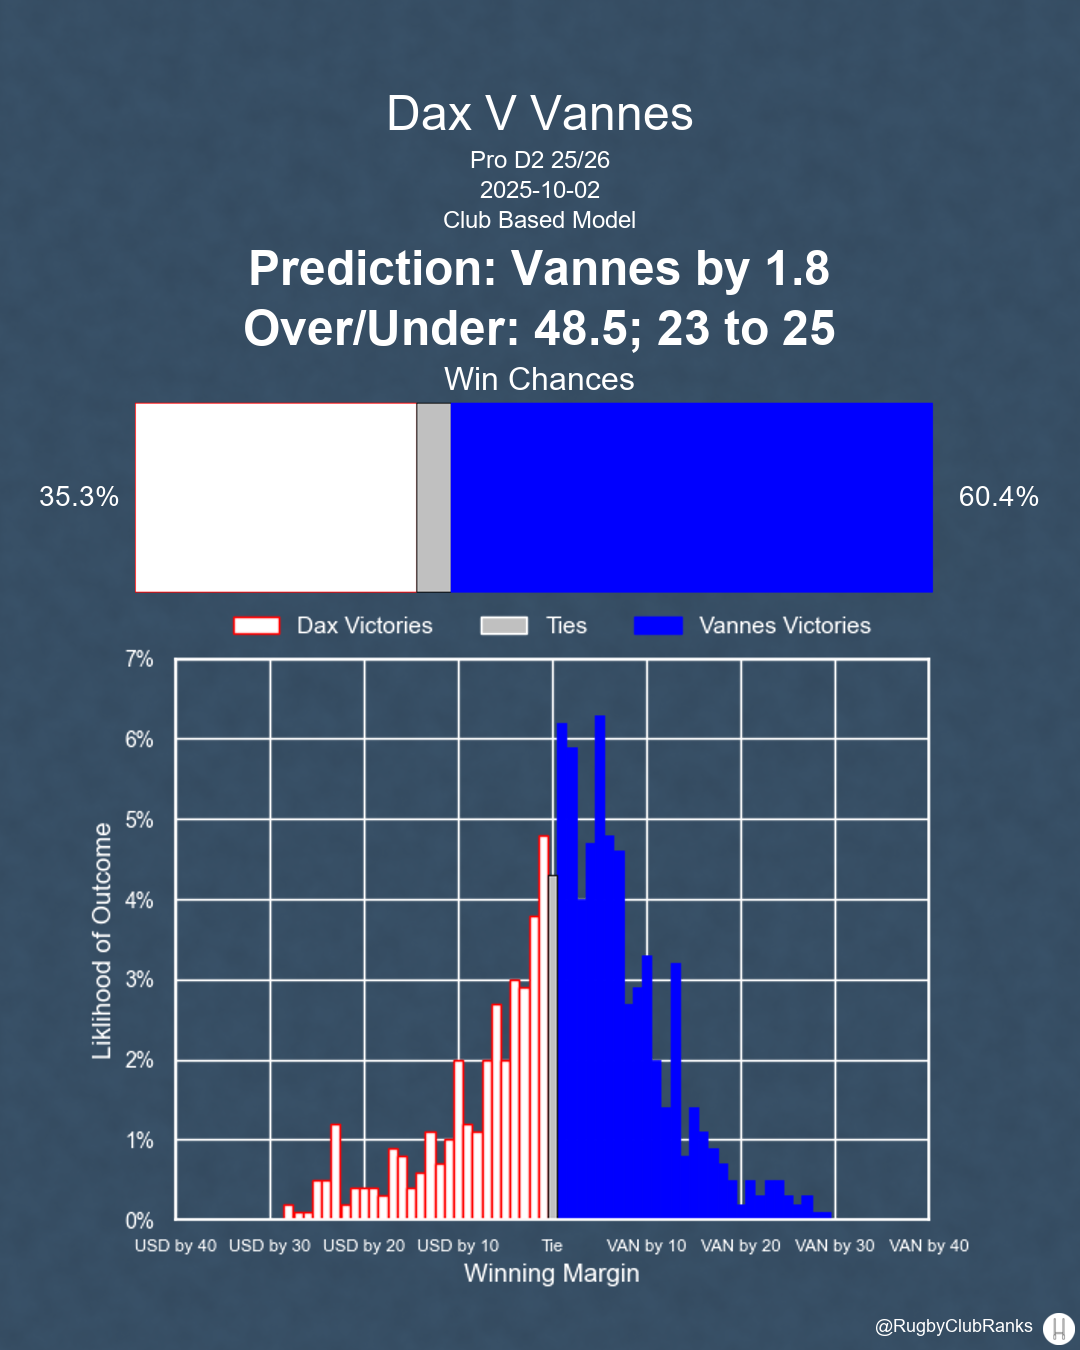 Dax V Vannes
Pro D2 25/26
2025-10-02
Club Based Model
Prediction: Vannes by 1.8
Over/Under: 48.5; 23 to 25
Win Chances
35.3%
60.4%
Dax Victories Ties Vannes Victories
7%
6%
5%
4%
3%
2%
1%
0%
Liklihood of Outcome
USD by 40 USD by 30 USD by 20 USD by 10 Tie VAN by 10 VAN by 20 VAN by 30 VAN by 40
Winning Margin
@RugbyClubRanks